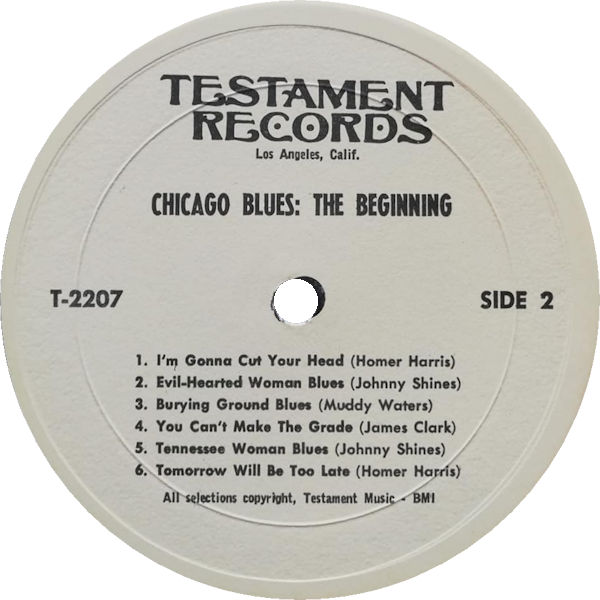 TESTAMENT
RECORDS
Los Angeles, Calif.
CHICAGO BLUES: THE BEGINNING
T-2207
SIDE 2
1. I'm Gonna Cut Your Head (Homer Harris)
2. Evil-Hearted Woman Blues (Johnny Shines)
3. Burying Ground Blues (Muddy Waters)
4. You Can't Make The Grade (James Clark)
5. Tennessee Woman Blues (Johnny Shines)
6. Tomorrow Will Be Too Late (Homer Harris)
All selections copyright, Testament Music - BMI